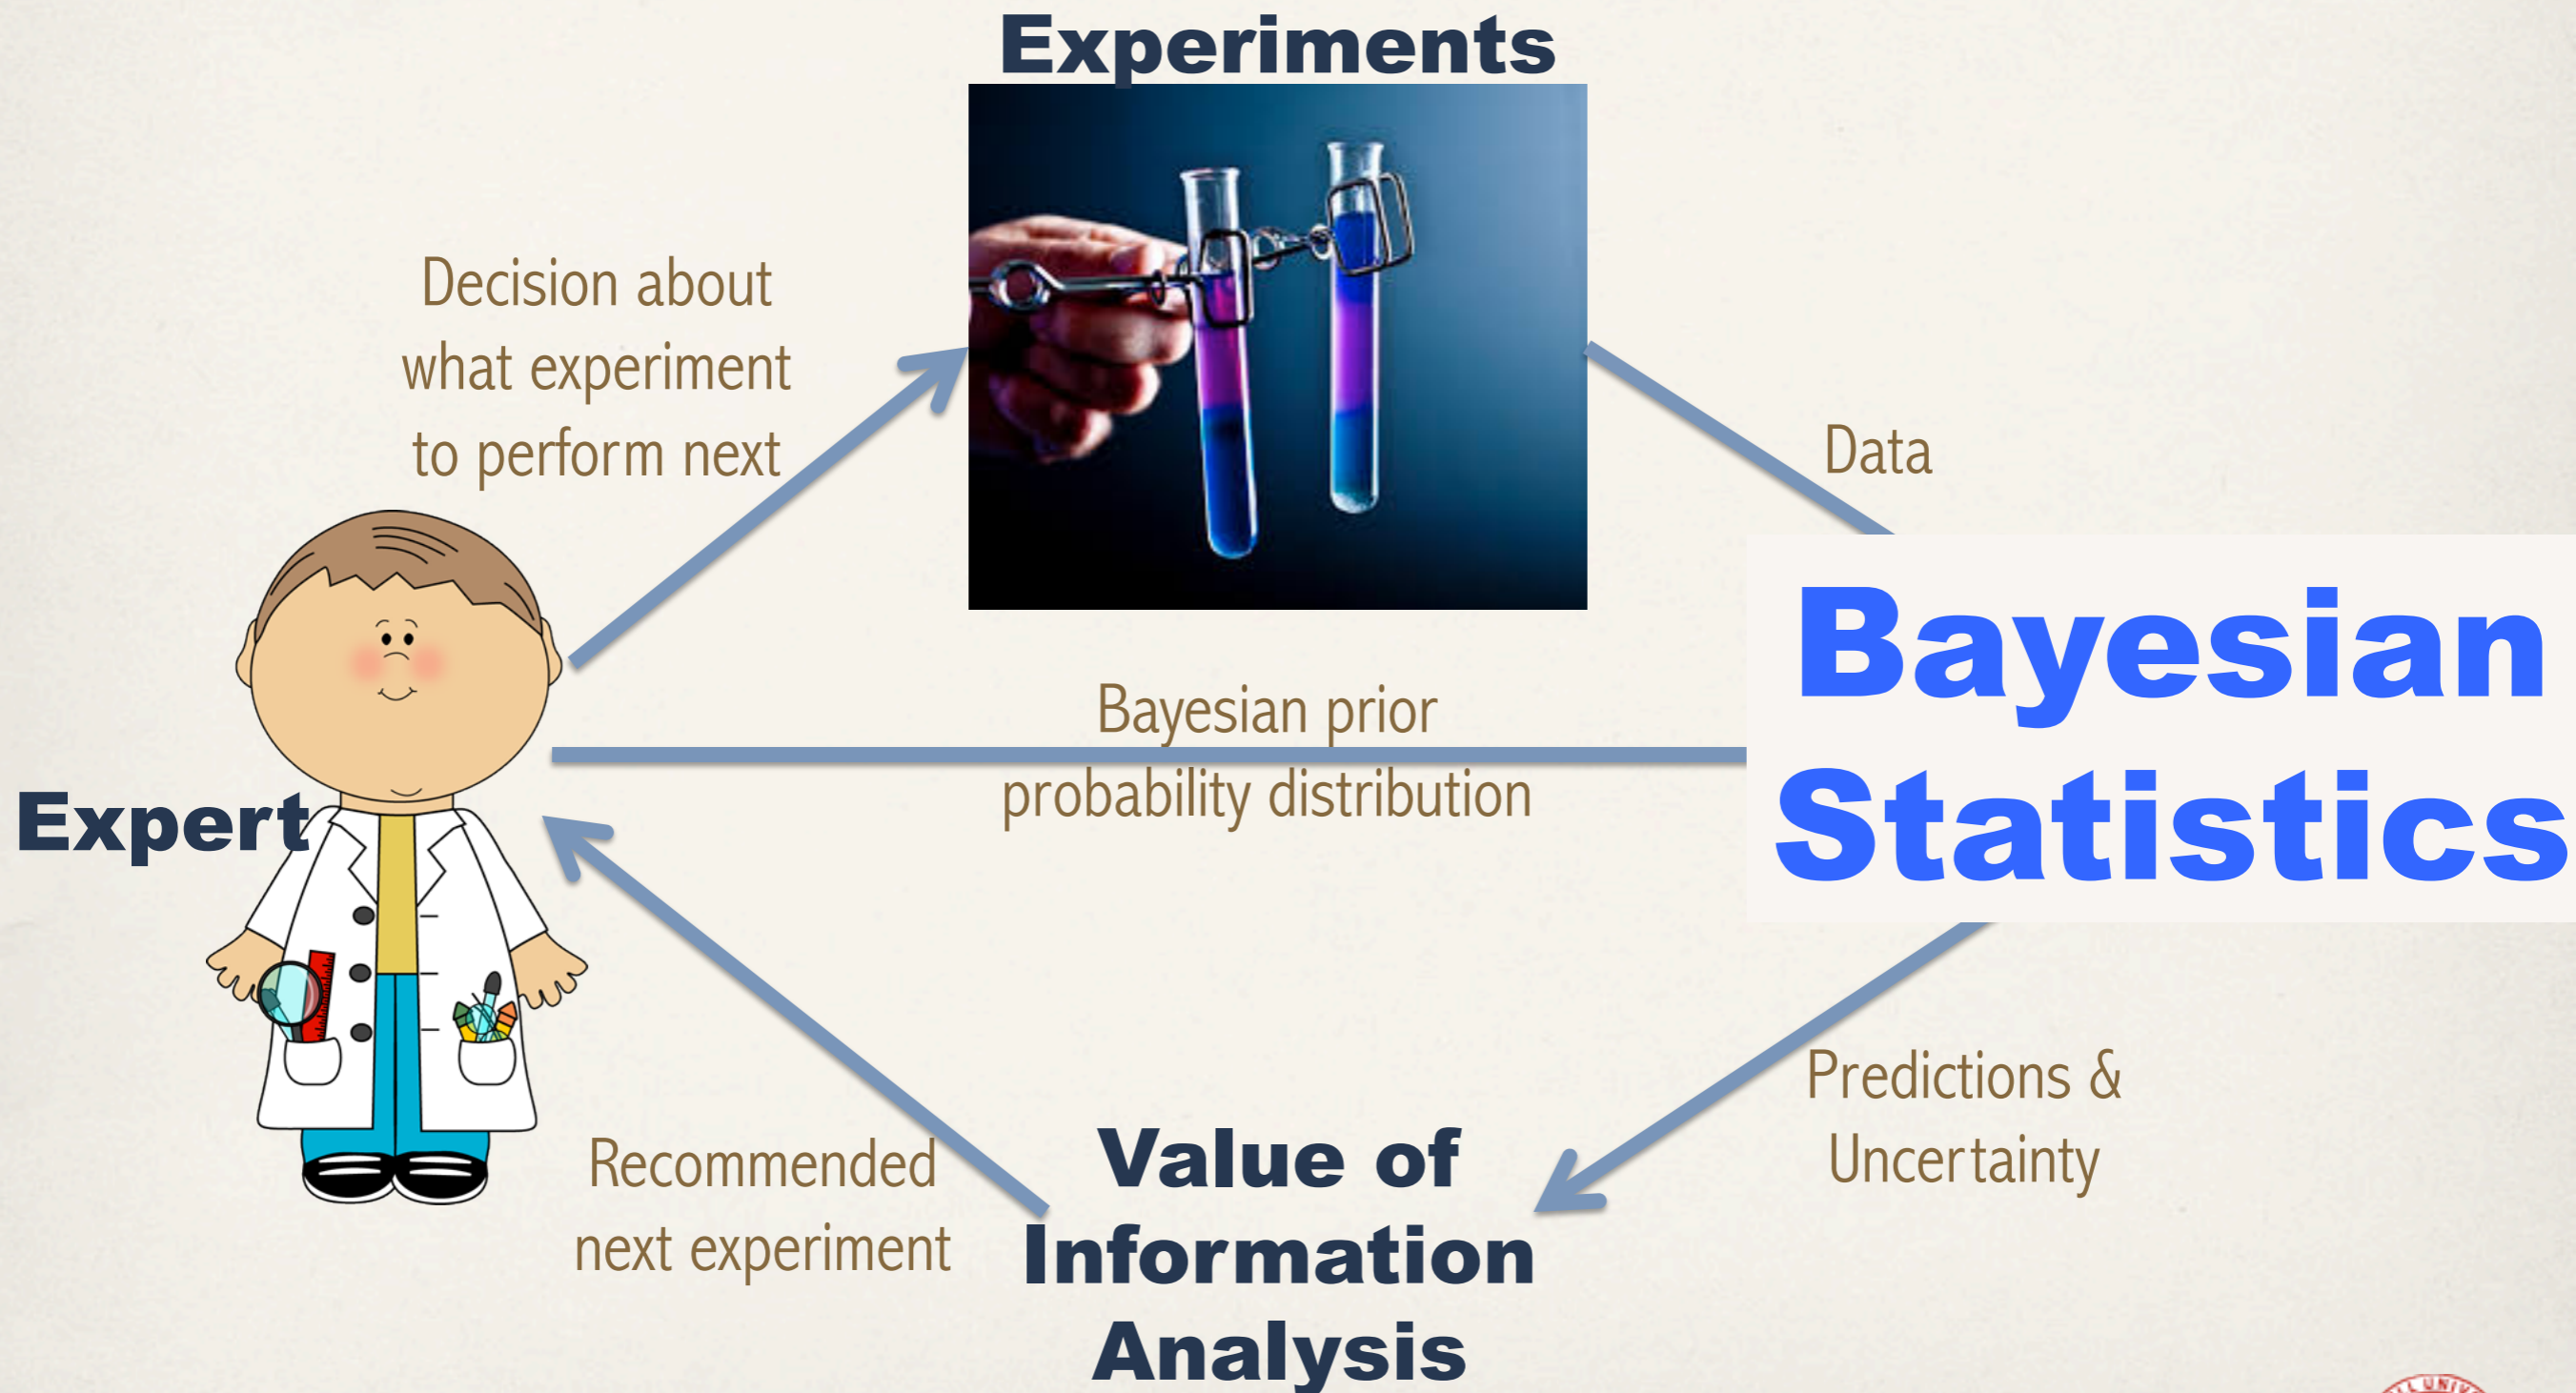 Experiments
Decision about
what experiment
to perform next
Data
Bayesian
Statistics
Bayesian prior
probability distribution
Expert
Predictions &
Uncertainty
Recommended
next experiment
Value of
Information
Analysis